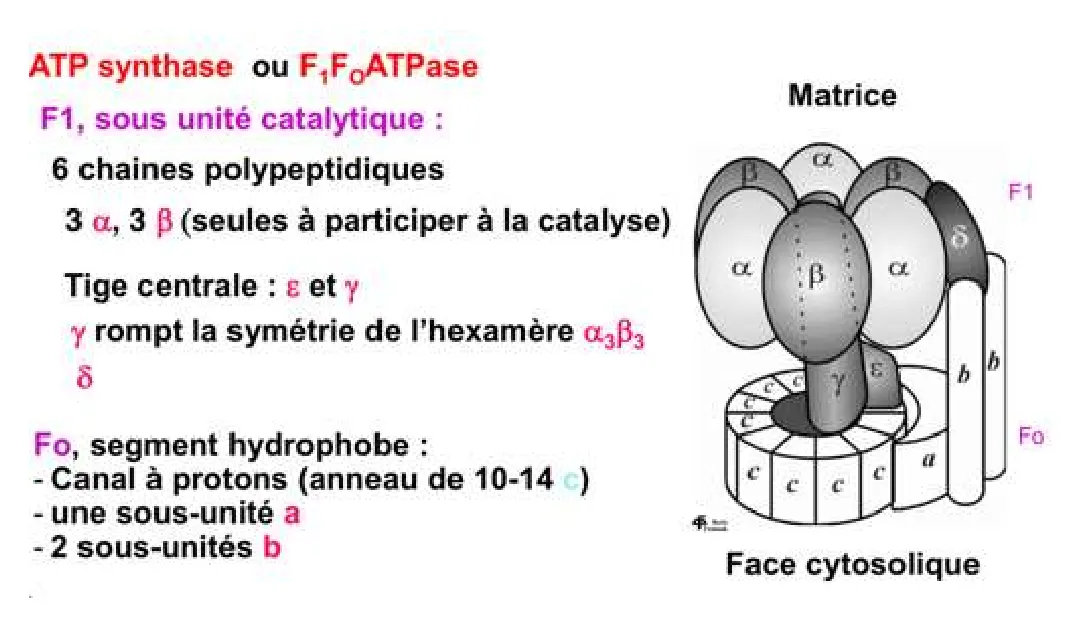 ATP synthase ou F₁F₀ATPase
F1, sous unité catalytique :
6 chaines polypeptidiques
3 α, 3 β (seules à participer à la catalyse)
Tige centrale : ε et γ
γ rompt la symétrie de l'hexamère α₃β₃
δ
Fo, segment hydrophobe :
- Canal à protons (anneau de 10-14 c)
- une sous-unité a
- 2 sous-unités b
Matrice
β α β
F1
δ
α β α
b b
γ ε
c c
c
c
Fo
c c c c a
Face cytosolique